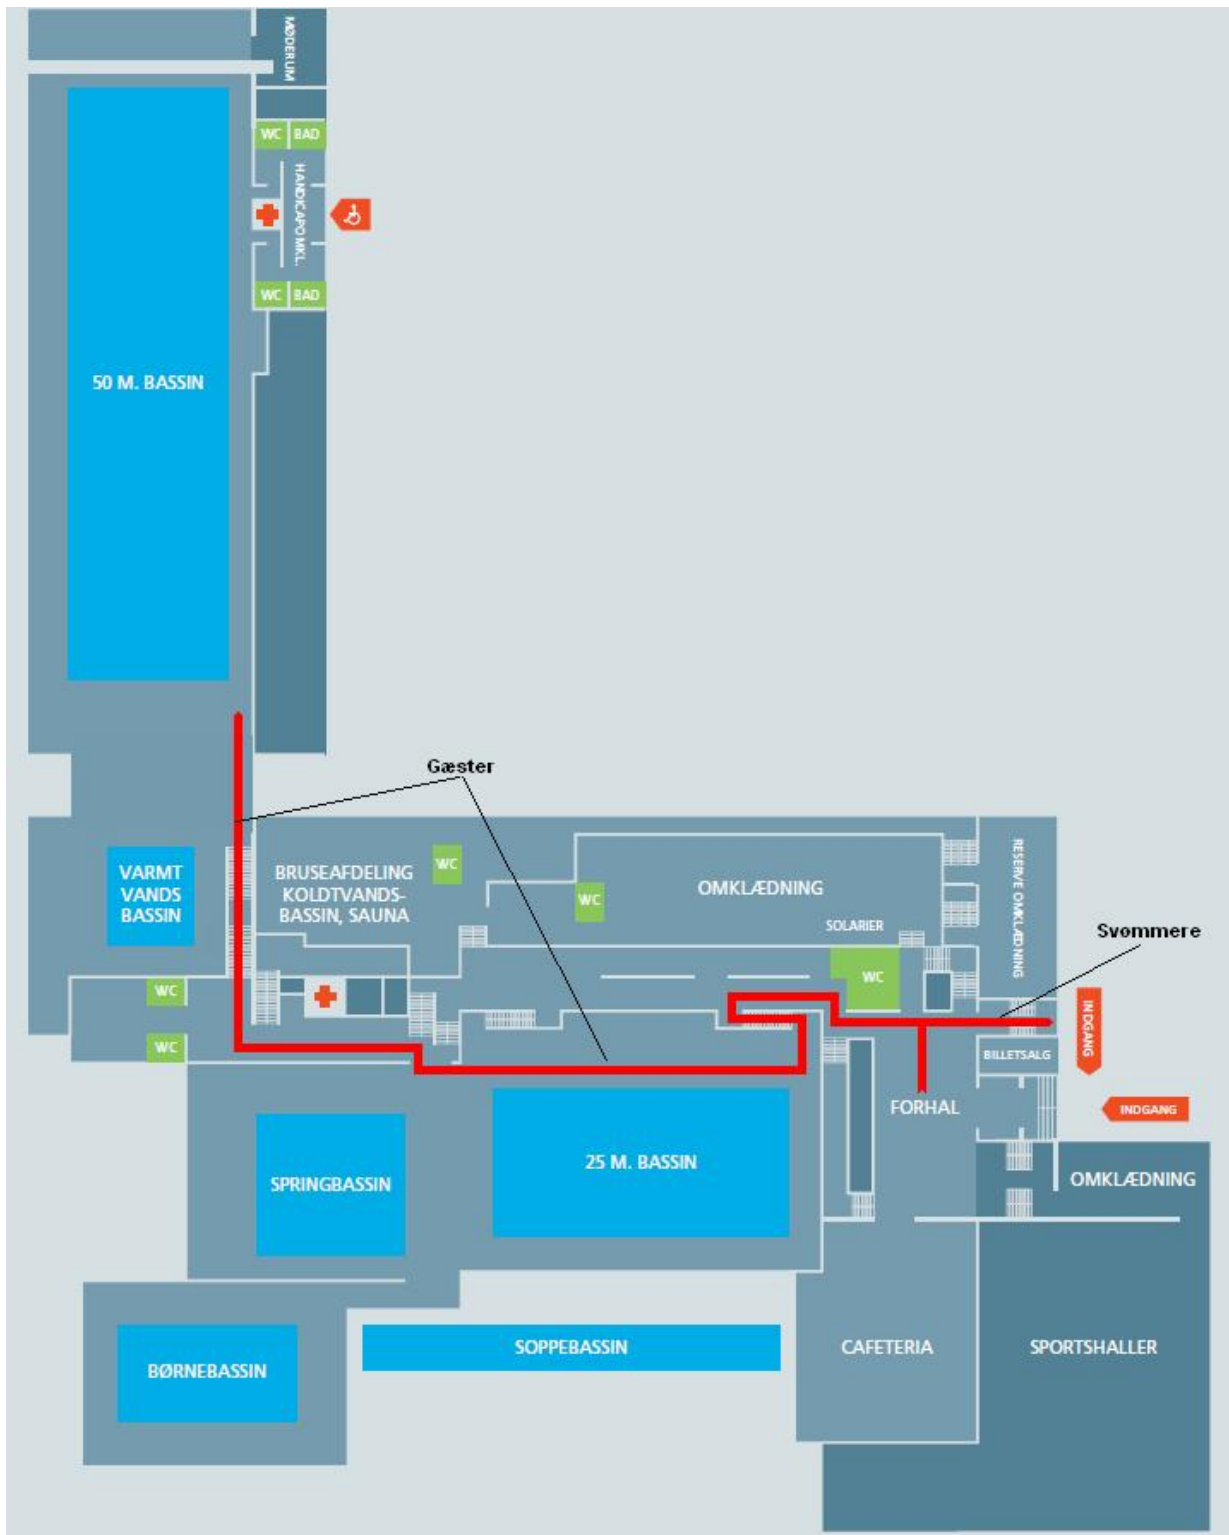 MØDERUM
WC
BAD
HANDICAPOMKL.
WC
BAD
50 M. BASSIN
Gæster
VARMT
VANDS
BASSIN
BRUSEAFDELING
KOLDTVANDS-
BASSIN, SAUNA
WC
WC
OMKLÆDNING
SOLARIER
WC
RESERVE OMKLÆDNING
Svømmere
WC
WC
INDGANG
BILLETSALG
FORHAL
INDGANG
SPRINGBASSIN
25 M. BASSIN
OMKLÆDNING
BØRNEBASSIN
SOPPEBASSIN
CAFETERIA
SPORTSHALLER